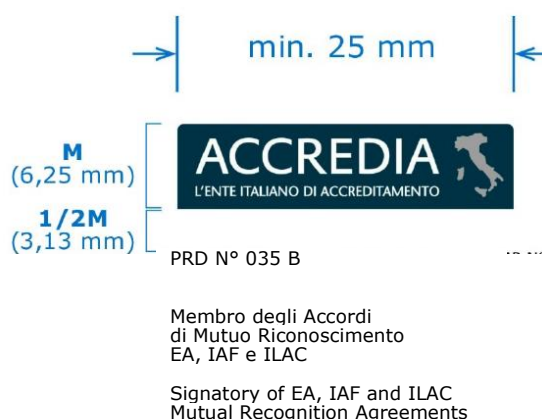 min. 25 mm
M
(6,25 mm)
ACCREDIA
L'ENTE ITALIANO DI ACCREDITAMENTO
1/2M
(3,13 mm)
PRD N° 035 B
Membro degli Accordi
di Mutuo Riconoscimento
EA, IAF e ILAC
Signatory of EA, IAF and ILAC
Mutual Recognition Agreements